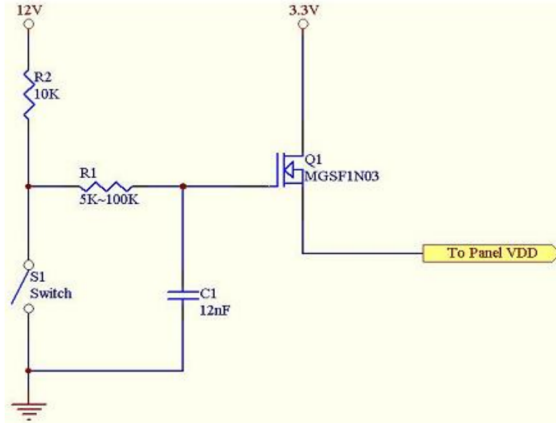 12V
3.3V
R2
10K
R1
5K~100K
Q1
MGSF1N03
To Panel VDD
S1
Switch
C1
12nF